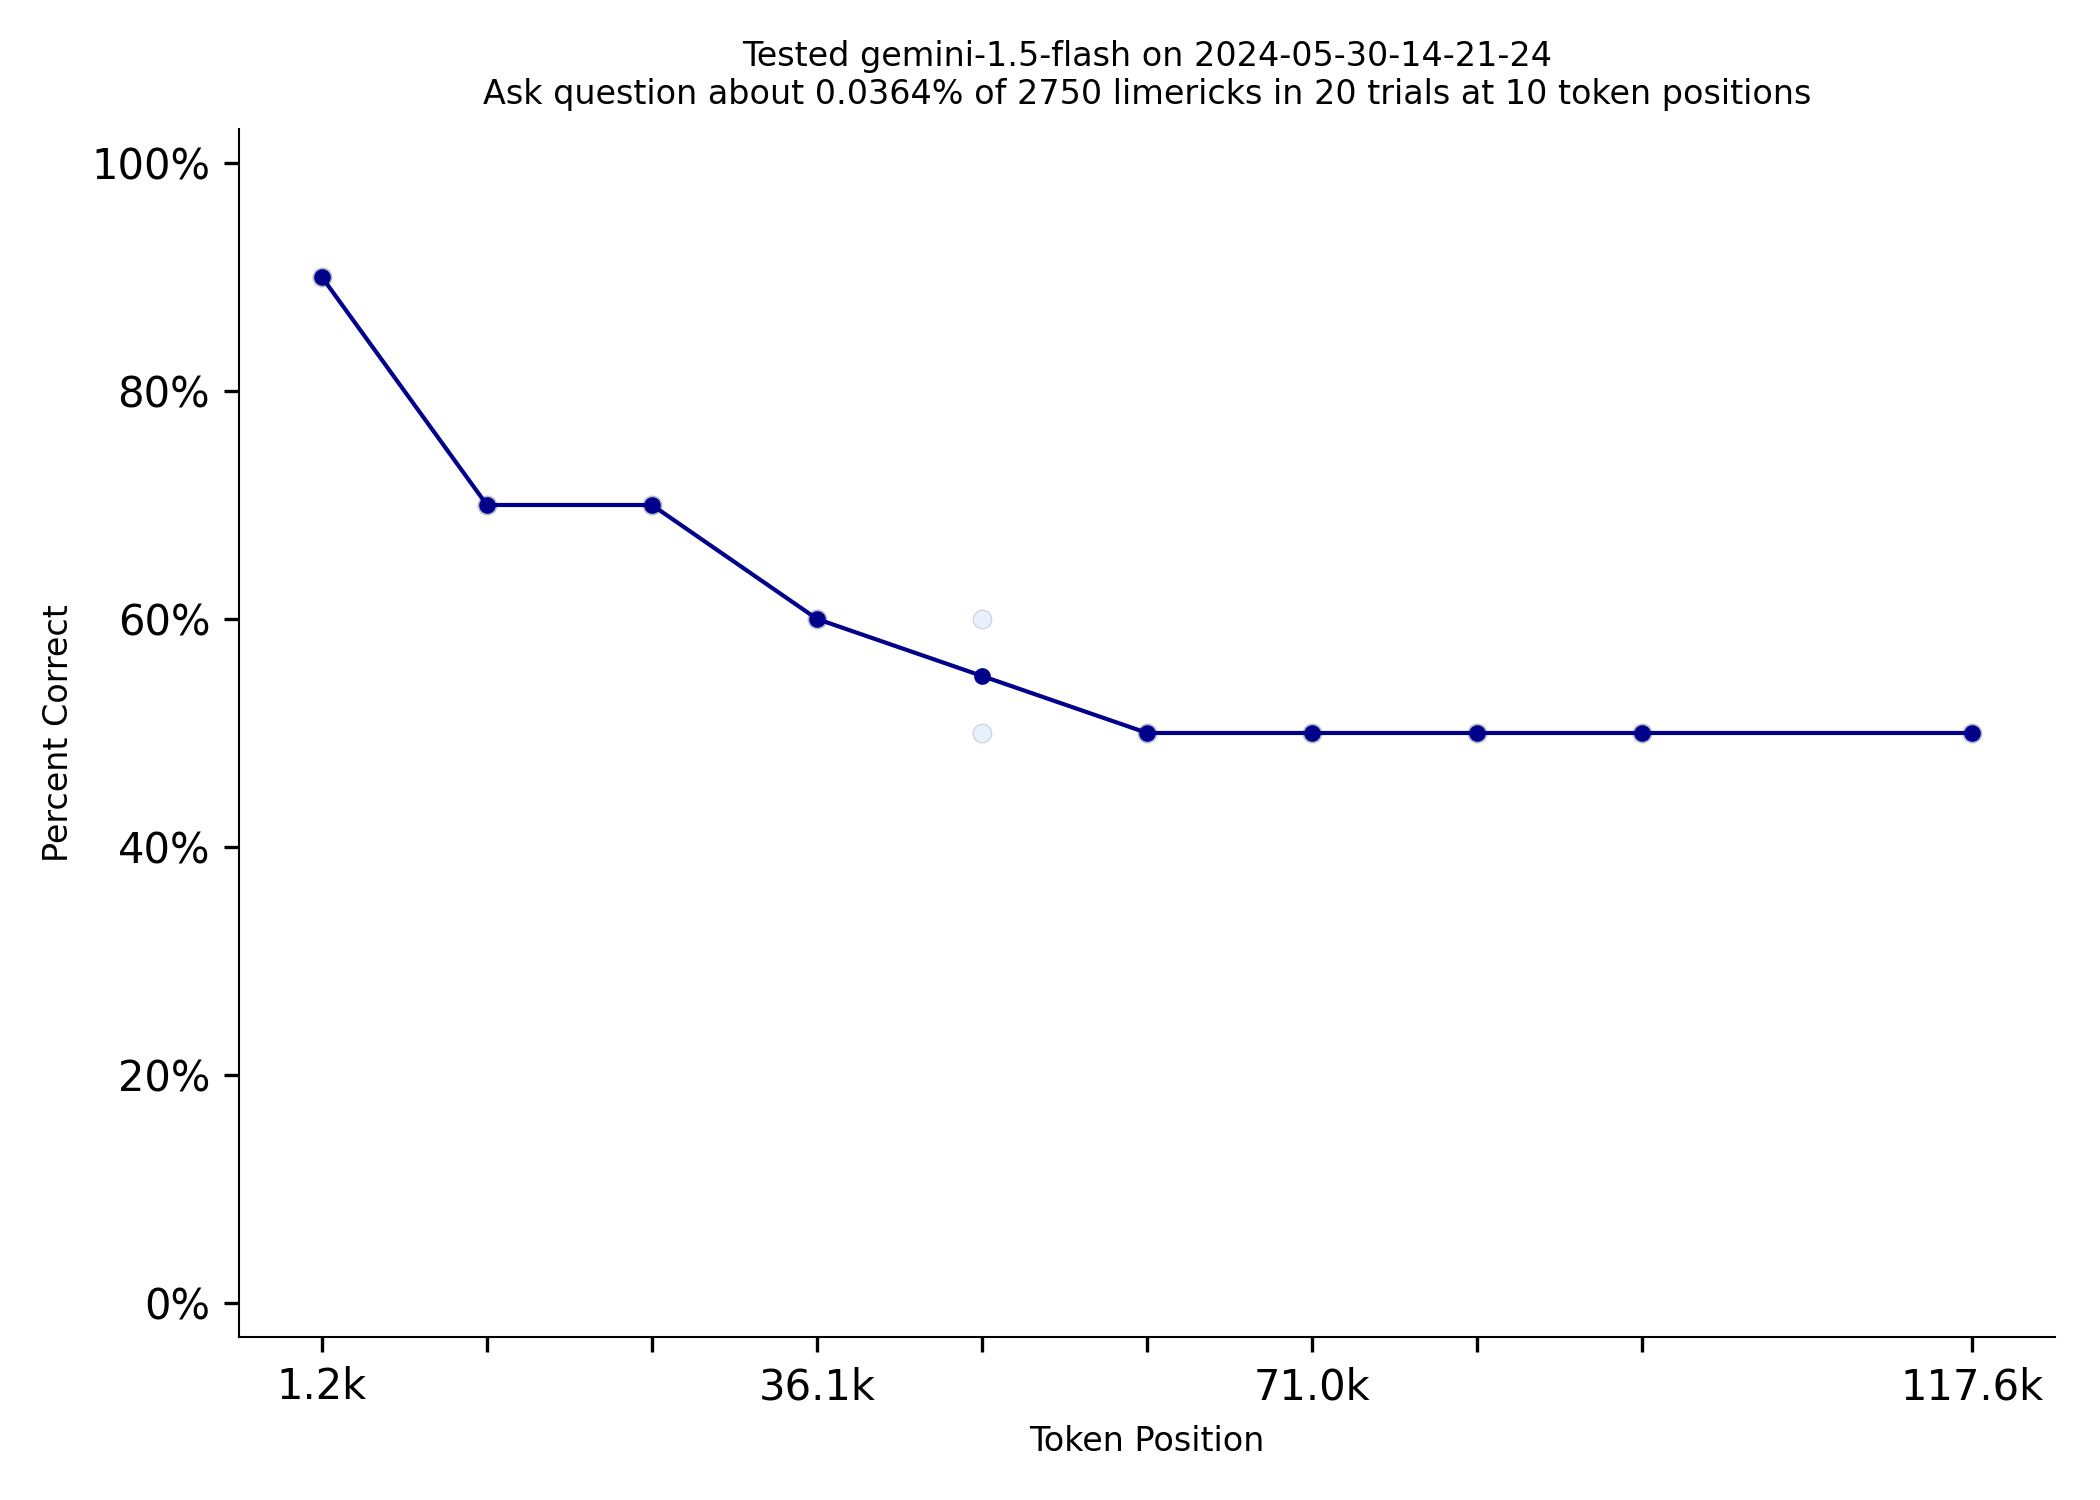 Tested gemini-1.5-flash on 2024-05-30-14-21-24
Ask question about 0.0364% of 2750 limericks in 20 trials at 10 token positions
100%
80%
60%
40%
20%
0%
Percent Correct
1.2k 36.1k 71.0k 117.6k
Token Position